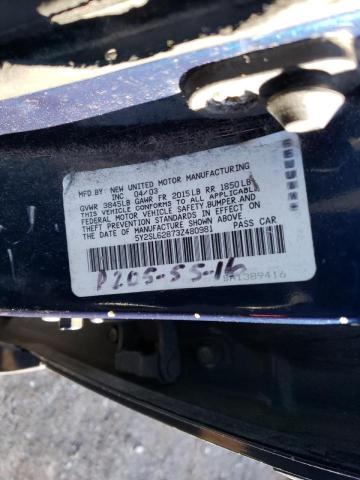 MFD.BY: NEW UNITED MOTOR MANUFACTURING
INC 04/03
GVWR 3845LB GAWR FR 2015LB RR 1850LB
THIS VEHICLE CONFORMS TO ALL APPLICABLE
FEDERAL MOTOR VEHICLE SAFETY,BUMPER,AND
THEFT PREVENTION STANDARDS IN EFFECT ON
THE DATE OF MANUFACTURE SHOWN ABOVE.
5Y2SL62873Z480981 PASS CAR
P205-55-16
BM1389416